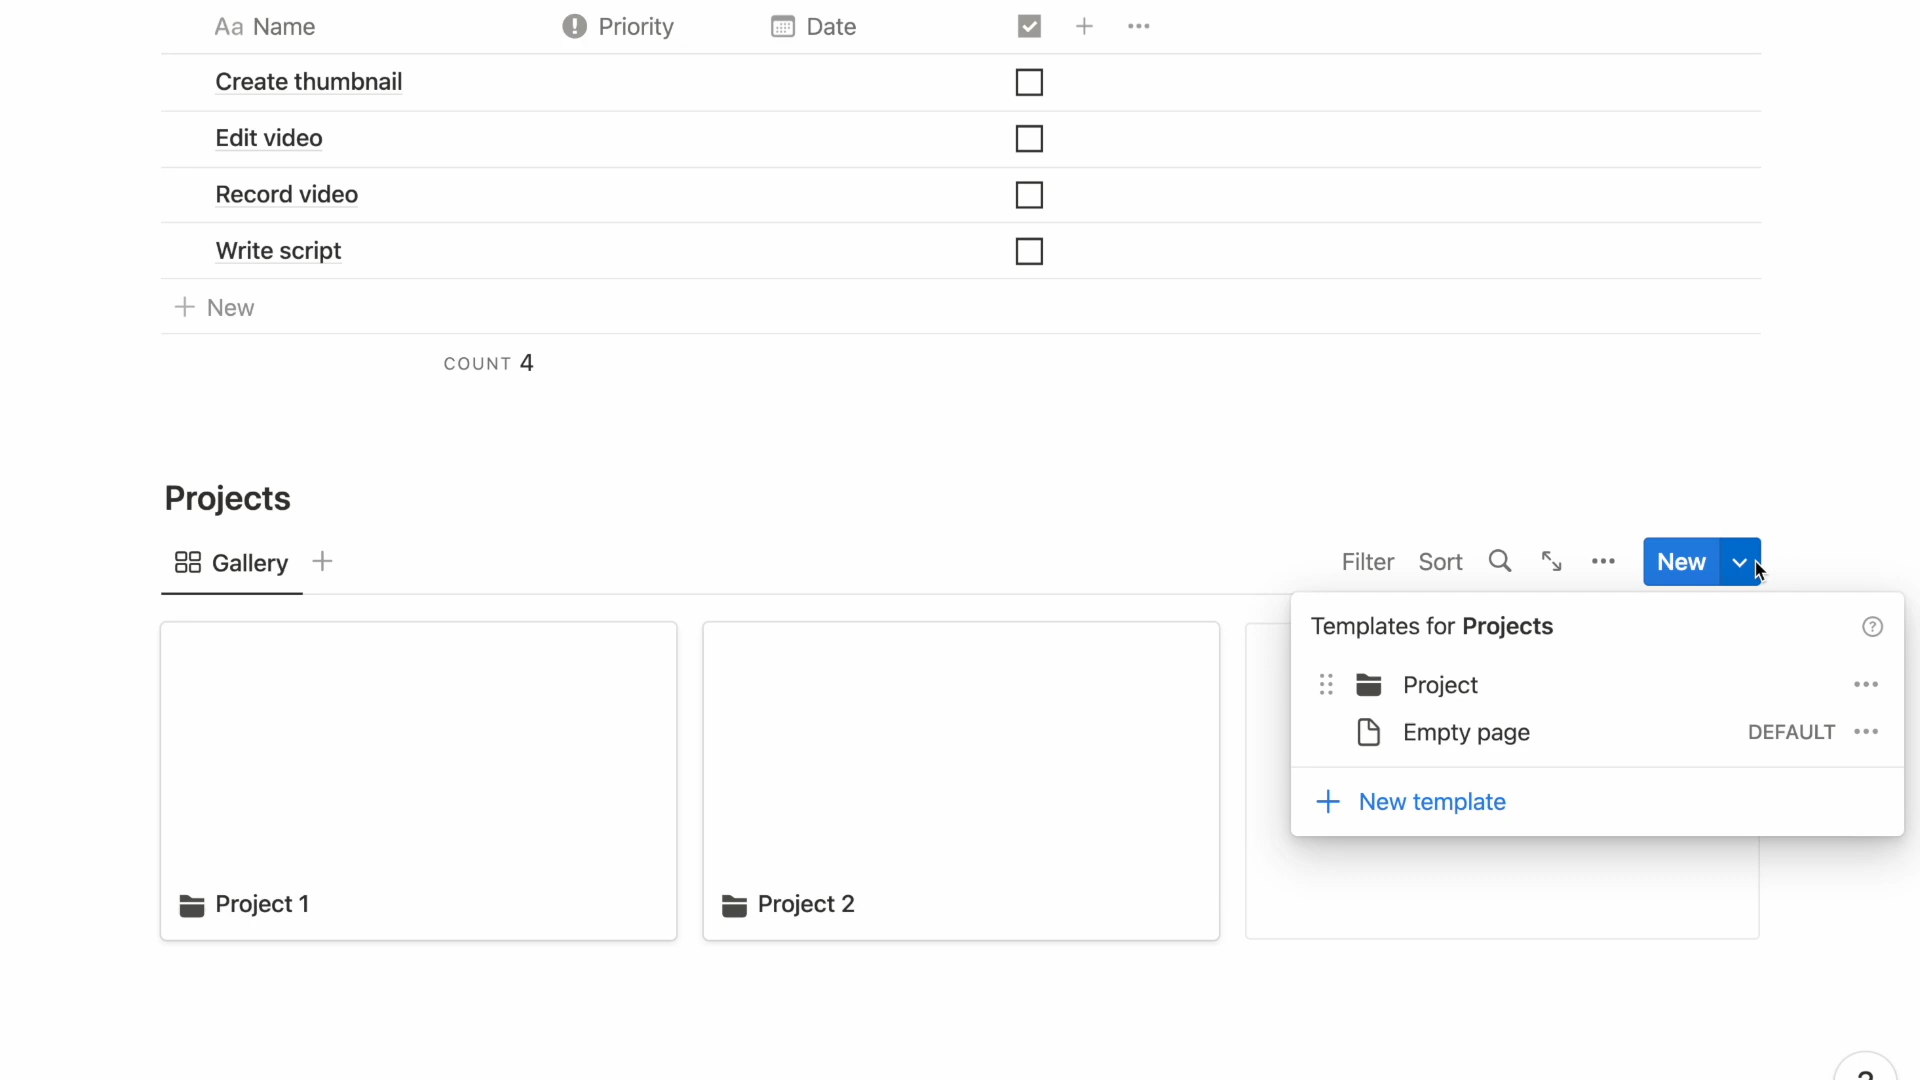 Aa Name Priority Date
Create thumbnail
Edit video
Record video
Write script
+ New
COUNT 4
Projects
Gallery +
Filter Sort New
Templates for Projects
Project
Empty page DEFAULT
+ New template
Project 1
Project 2